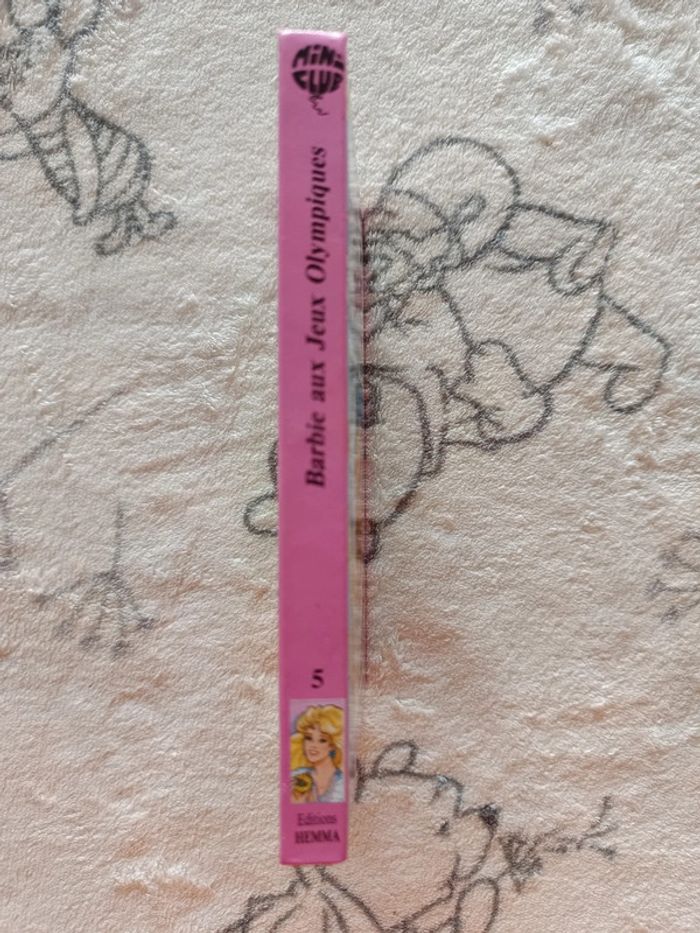 MiNi
CLUB
Barbie aux Jeux Olympiques
5
Editions
HEMMA